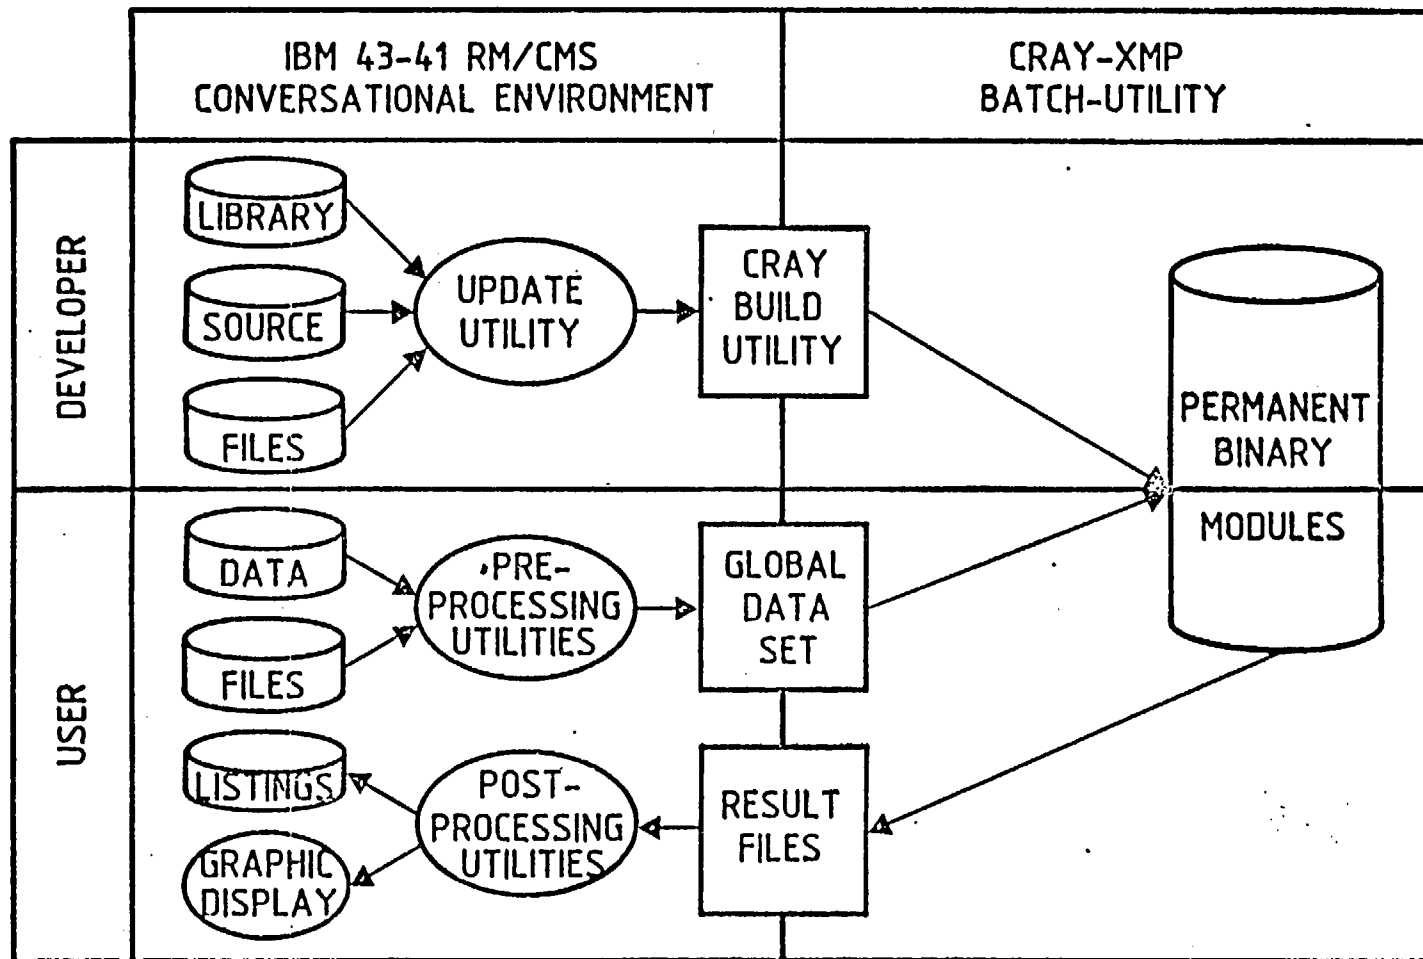 IBM 43-41 RM/CMS
CONVERSATIONAL ENVIRONMENT
CRAY-XMP
BATCH-UTILITY
DEVELOPER
LIBRARY
SOURCE
FILES
UPDATE
UTILITY
CRAY
BUILD
UTILITY
PERMANENT
BINARY
MODULES
USER
DATA
FILES
PRE-
PROCESSING
UTILITIES
GLOBAL
DATA
SET
LISTINGS
GRAPHIC
DISPLAY
POST-
PROCESSING
UTILITIES
RESULT
FILES